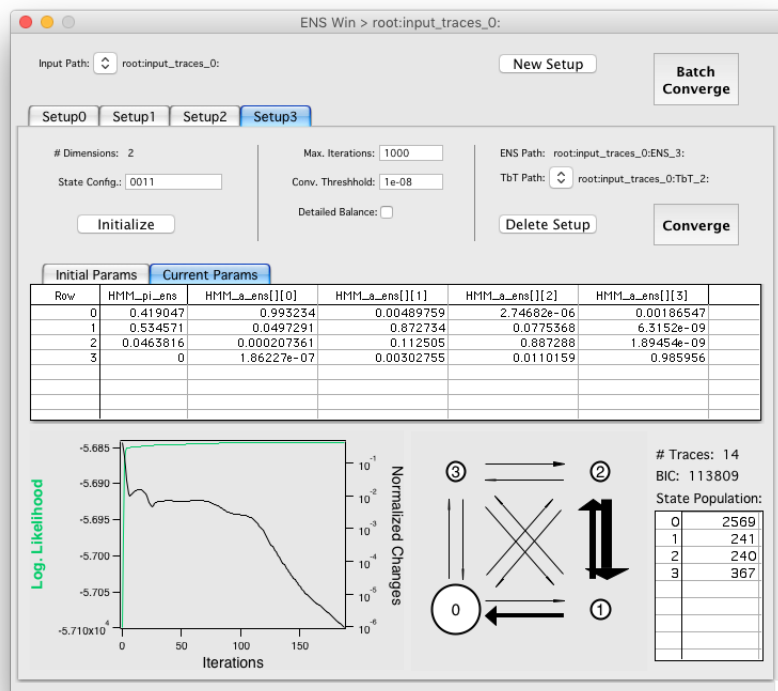 ENS Win > root:input_traces_0:
Input Path: root:input_traces_0:
New Setup
Batch
Converge
Setup0 Setup1 Setup2 Setup3
# Dimensions: 2
State Config.: 0011
Initialize
Max. Iterations: 1000
Conv. Threshhold: 1e-08
Detailed Balance:
ENS Path: root:input_traces_0:ENS_3:
TbT Path: root:input_traces_0:TbT_2:
Delete Setup
Converge
Initial Params Current Params
Row HMM_pi_ens HMM_a_ens[][0] HMM_a_ens[][1] HMM_a_ens[][2] HMM_a_ens[][3]
0 0.419047 0.993234 0.00489759 2.74682e-06 0.00186547
1 0.534571 0.0497291 0.872734 0.0775368 6.3152e-09
2 0.0463816 0.000207361 0.112505 0.887288 1.89454e-09
3 0 1.86227e-07 0.00302755 0.0110159 0.985956
Log. Likelihood
-5.685
-5.690
-5.695
-5.700
-5.705
-5.710x10⁴
0 50 100 150
Iterations
10⁻¹
10⁻²
10⁻³
10⁻⁴
10⁻⁵
10⁻⁶
Normalized Changes
3 2
0 1
# Traces: 14
BIC: 113809
State Population:
0 2569
1 241
2 240
3 367